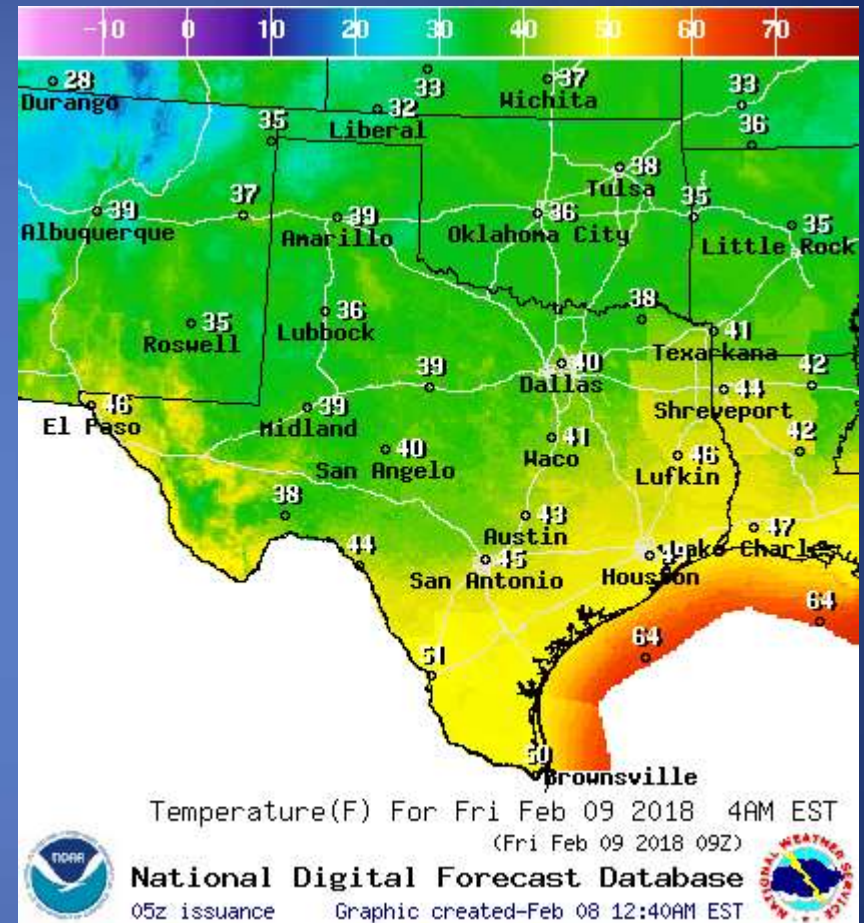 -10 0 10 20 30 40 50 60 70
28
Durango
33
32
Liberal
37
Wichita
33
35
36
38
Tulsa
39
Albuquerque
37
39
Amarillo
36
Oklahoma City
35
35
Little Rock
35
Roswell
36
Lubbock
38
41
Texarkana
46
El Paso
39
Midland
39
40
Dallas
44
Shreveport
42
40
San Angelo
41
Waco
46
Lufkin
42
38
43
Austin
47
Lake Charles
44
45
San Antonio
49
Houston
64
64
51
50
Brownsville
Temperature(F) For Fri Feb 09 2018 4AM EST
(Fri Feb 09 2018 09Z)
National Digital Forecast Database
05z issuance Graphic created-Feb 08 12:40AM EST
NOAA
NATIONAL WEATHER SERVICE